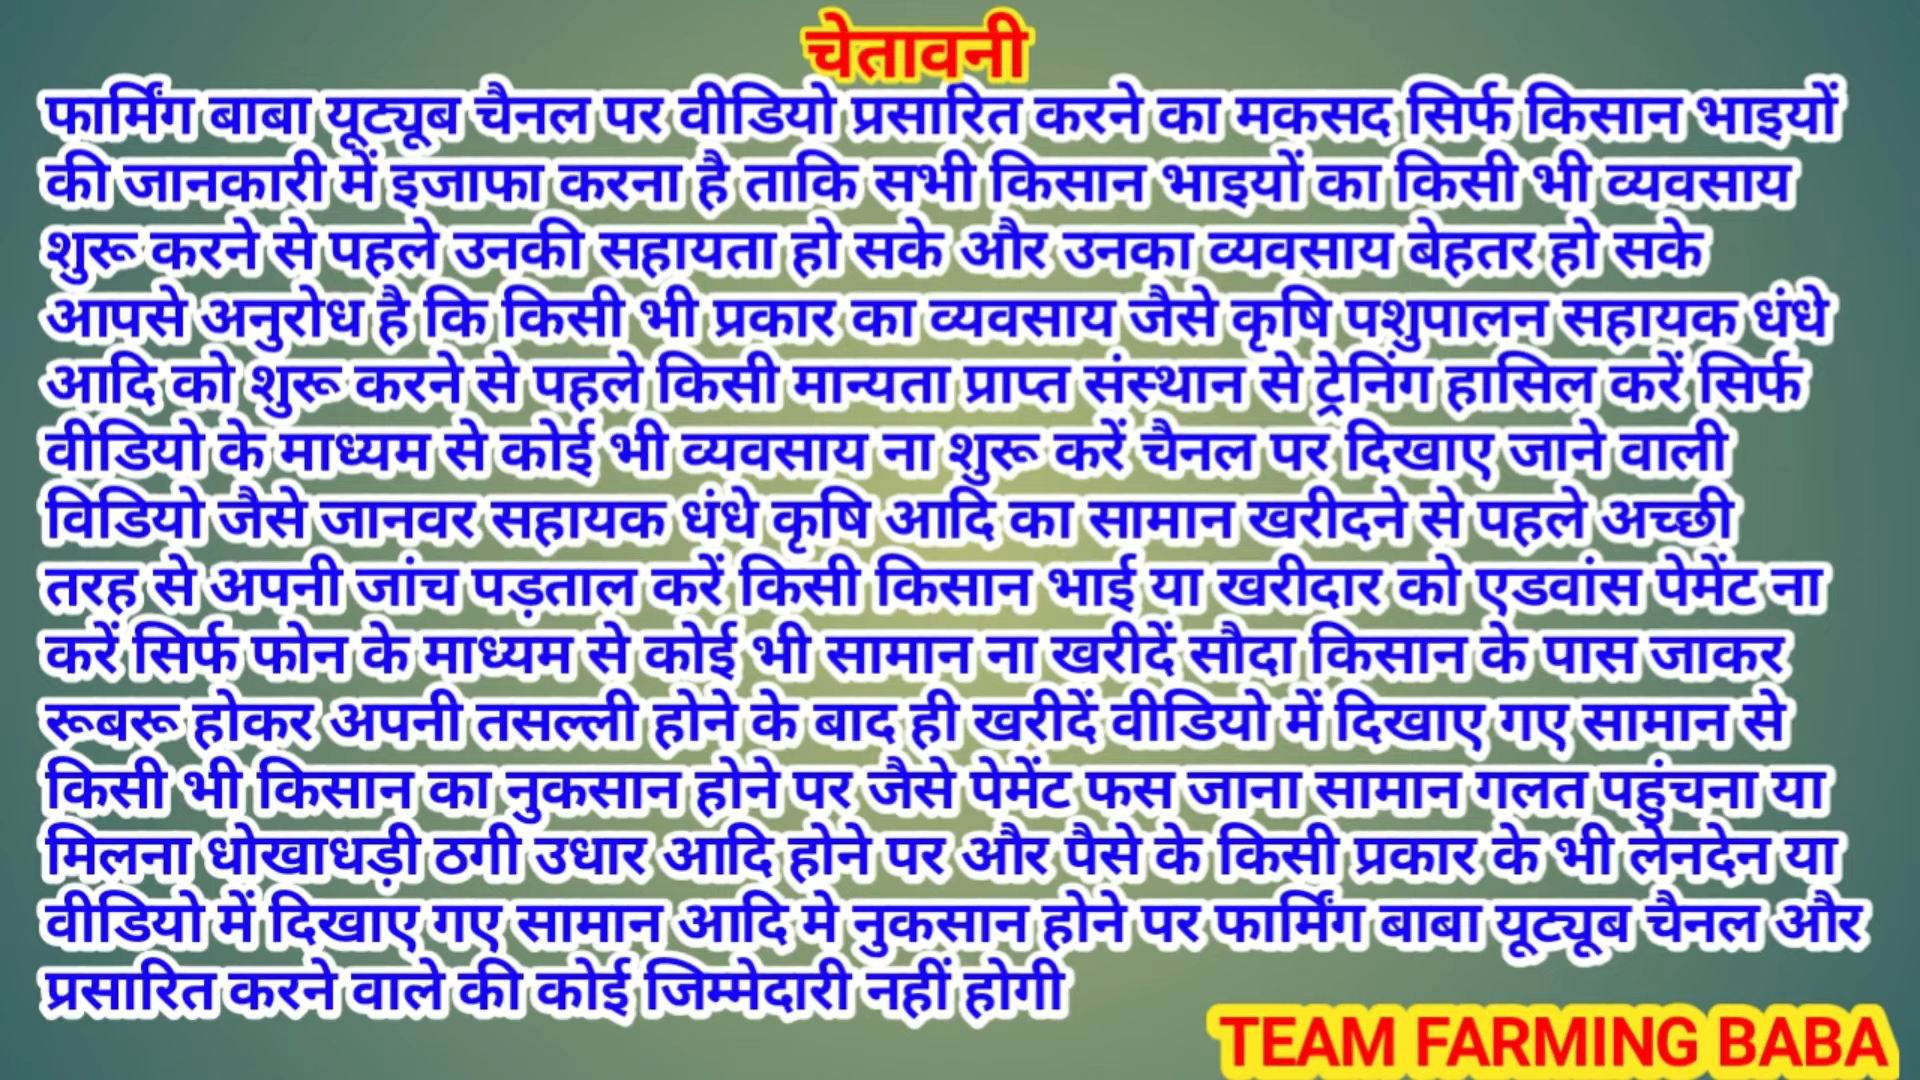 चेतावनी
फार्मिंग बाबा यूट्यूब चैनल पर वीडियो प्रसारित करने का मकसद सिर्फ किसान भाइयों
की जानकारी में इजाफा करना है ताकि सभी किसान भाइयों का किसी भी व्यवसाय
शुरू करने से पहले उनकी सहायता हो सके और उनका व्यवसाय बेहतर हो सके
आपसे अनुरोध है कि किसी भी प्रकार का व्यवसाय जैसे कृषि पशुपालन सहायक धंधे
आदि को शुरू करने से पहले किसी मान्यता प्राप्त संस्थान से ट्रेनिंग हासिल करें सिर्फ
वीडियो के माध्यम से कोई भी व्यवसाय ना शुरू करें चैनल पर दिखाए जाने वाली
विडियो जैसे जानवर सहायक धंधे कृषि आदि का सामान खरीदने से पहले अच्छी
तरह से अपनी जांच पड़ताल करें किसी किसान भाई या खरीदार को एडवांस पेमेंट ना
करें सिर्फ फोन के माध्यम से कोई भी सामान ना खरीदें सौदा किसान के पास जाकर
रूबरू होकर अपनी तसल्ली होने के बाद ही खरीदें वीडियो में दिखाए गए सामान से
किसी भी किसान का नुकसान होने पर जैसे पेमेंट फस जाना सामान गलत पहुंचना या
मिलना धोखाधड़ी ठगी उधार आदि होने पर और पैसे के किसी प्रकार के भी लेनदेन या
वीडियो में दिखाए गए सामान आदि मे नुकसान होने पर फार्मिंग बाबा यूट्यूब चैनल और
प्रसारित करने वाले की कोई जिम्मेदारी नहीं होगी
TEAM FARMING BABA